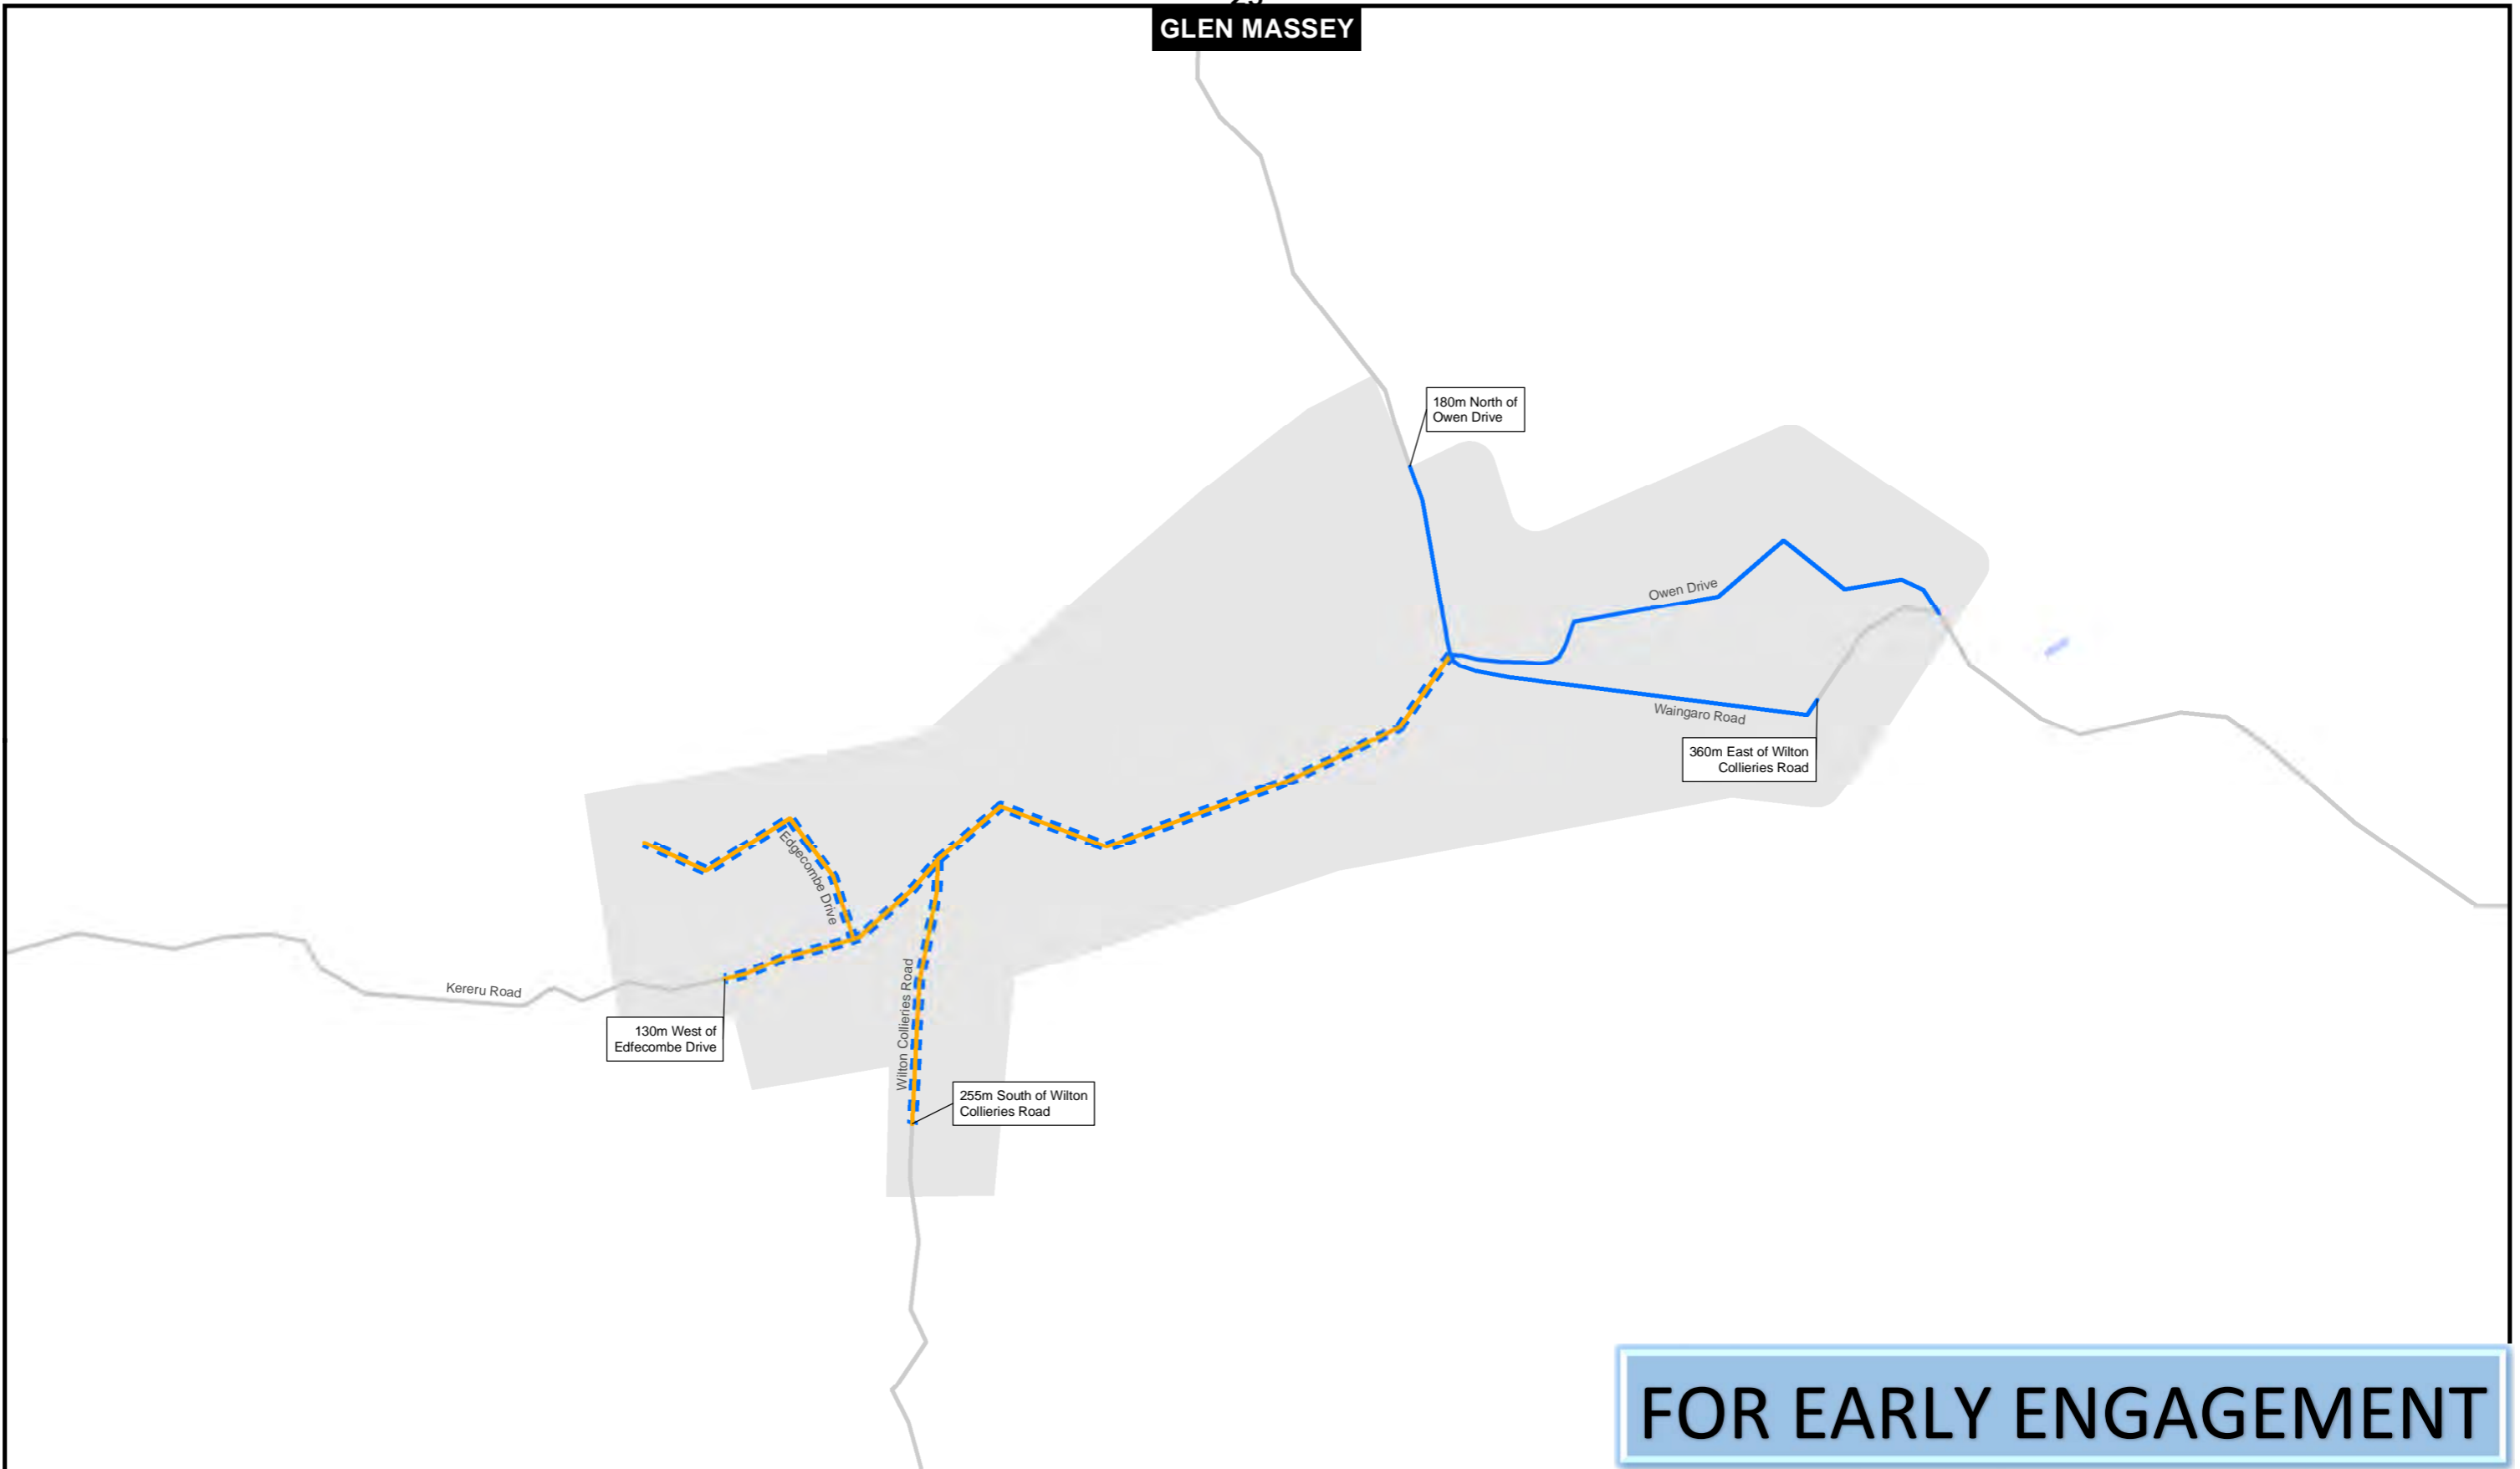 GLEN MASSEY
180m North of
Owen Drive
Owen Drive
Waingaro Road
360m East of Wilton
Collieries Road
Edgecombe Drive
Kereru Road
Wilton Collieries Road
130m West of
Edfecombe Drive
255m South of Wilton
Collieries Road
FOR EARLY ENGAGEMENT